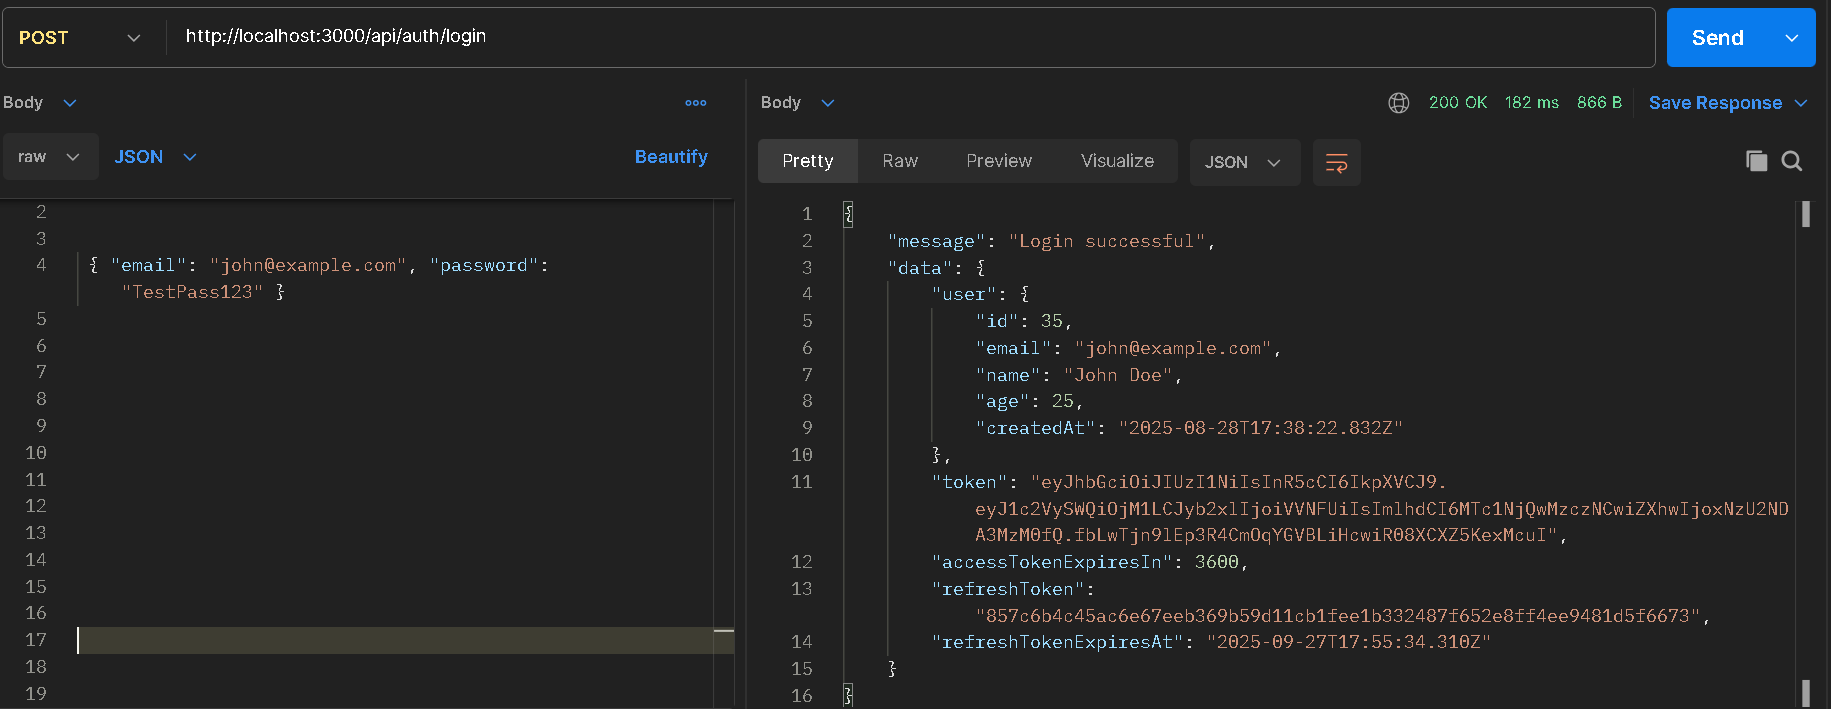 POST
http://localhost:3000/api/auth/login
Send
Body
raw
JSON
Beautify
2
3
4 { "email": "john@example.com", "password":
"TestPass123" }
5
6
7
8
9
10
11
12
13
14
15
16
17
18
19
Body
200 OK 182 ms 866 B Save Response
Pretty Raw Preview Visualize JSON
1 {
2 "message": "Login successful",
3 "data": {
4 "user": {
5 "id": 35,
6 "email": "john@example.com",
7 "name": "John Doe",
8 "age": 25,
9 "createdAt": "2025-08-28T17:38:22.832Z"
10 },
11 "token": "eyJhbGciOiJIUzI1NiIsInR5cCI6IkpXVCJ9.
eyJ1c2VySWQiOjM1LCJyb2xlIjoiVVNFUiIsImlhdCI6MTc1NjQwMzczNCwiZXhwIjoxNzU2ND
A3MzM0fQ.fbLwTjn9lEp3R4CmOqYGVBLiHcwiR08XCXZ5KexMcuI",
12 "accessTokenExpiresIn": 3600,
13 "refreshToken":
"857c6b4c45ac6e67eeb369b59d11cb1fee1b332487f652e8ff4ee9481d5f6673",
14 "refreshTokenExpiresAt": "2025-09-27T17:55:34.310Z"
15 }
16 }